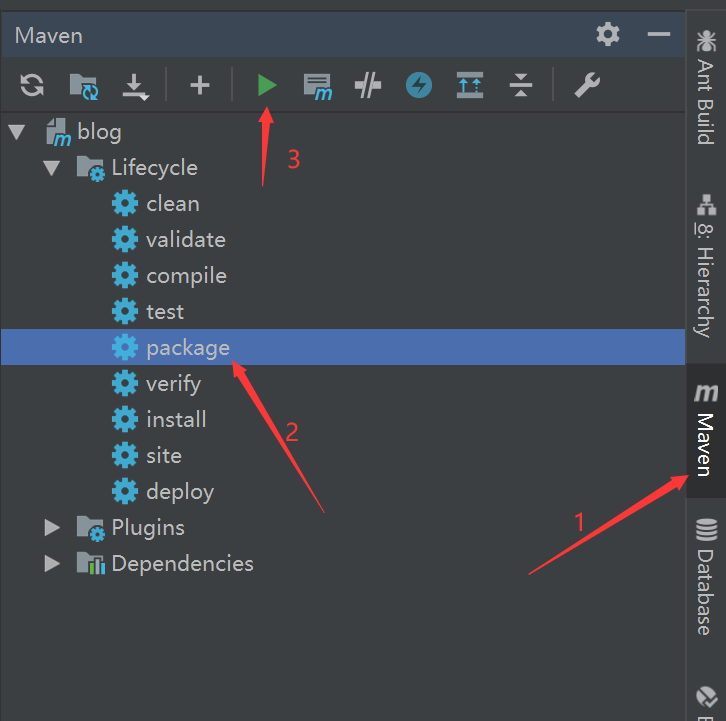 Maven
Ant Build
blog
3
Lifecycle
clean
validate
8: Hierarchy
compile
test
package
verify
Maven
install
2
site
deploy
1
Plugins
Database
Dependencies